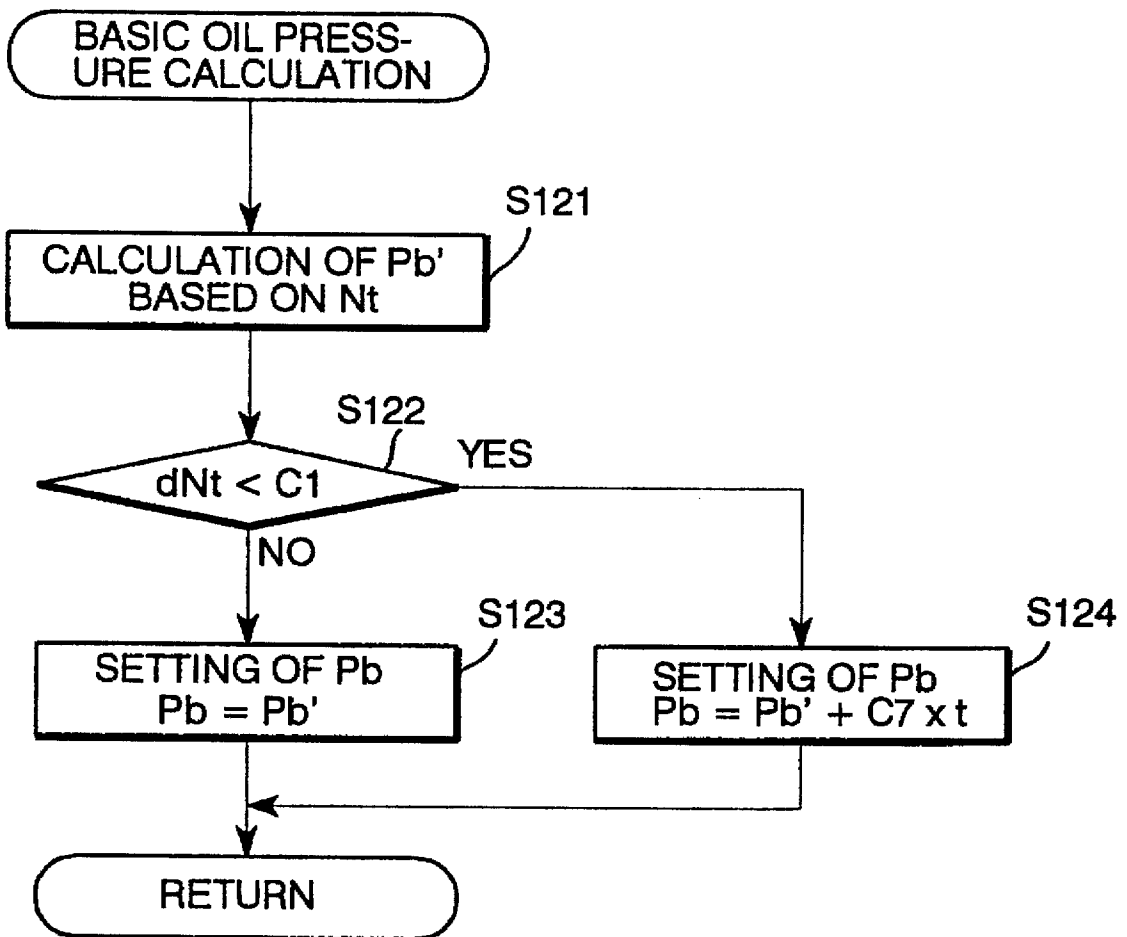 BASIC OIL PRESS-
URE CALCULATION
S121
CALCULATION OF Pb'
BASED ON Nt
S122
dNt < C1
YES
NO
S123
SETTING OF Pb
Pb = Pb'
S124
SETTING OF Pb
Pb = Pb' + C7 x t
RETURN